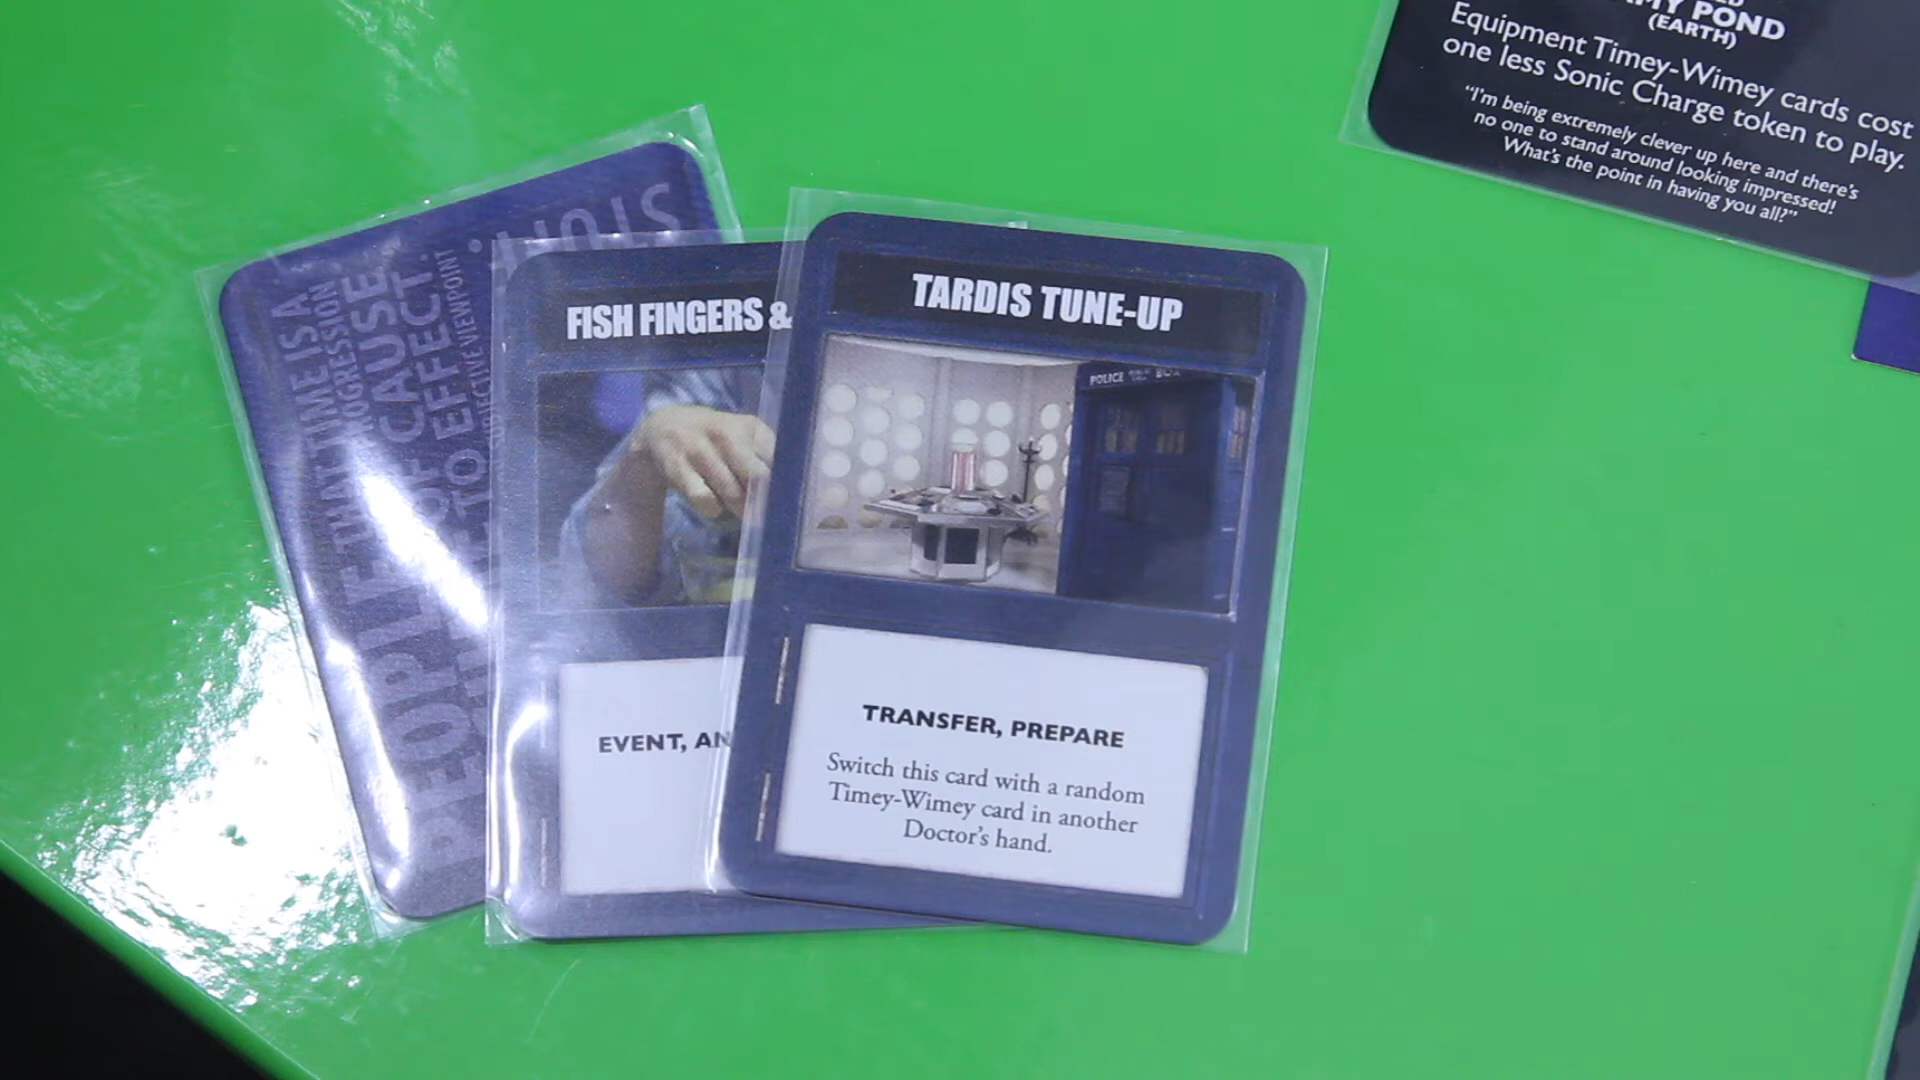 MY POND
(EARTH)
Equipment Timey-Wimey cards cost
one less Sonic Charge token to play.
"I'm being extremely clever up here and there's
no one to stand around looking impressed!
What's the point in having you all?"
TARDIS TUNE-UP
POLICE BOX
TRANSFER, PREPARE
Switch this card with a random
Timey-Wimey card in another
Doctor's hand.
FISH FINGERS &
EVENT, AN
THAT TIME IS A
PROGRESSION
OF CAUSE
TO EFFECT.
VIEWPOINT
PEOPLE